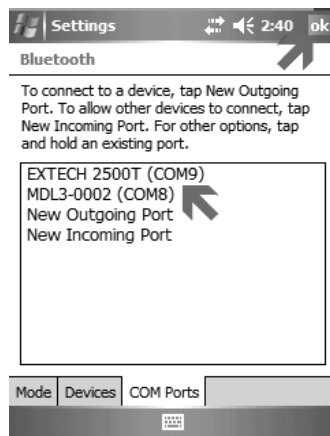 Settings 2:40 ok
Bluetooth
To connect to a device, tap New Outgoing
Port. To allow other devices to connect, tap
New Incoming Port. For other options, tap
and hold an existing port.
EXTECH 2500T (COM9)
MDL3-0002 (COM8)
New Outgoing Port
New Incoming Port
Mode Devices COM Ports